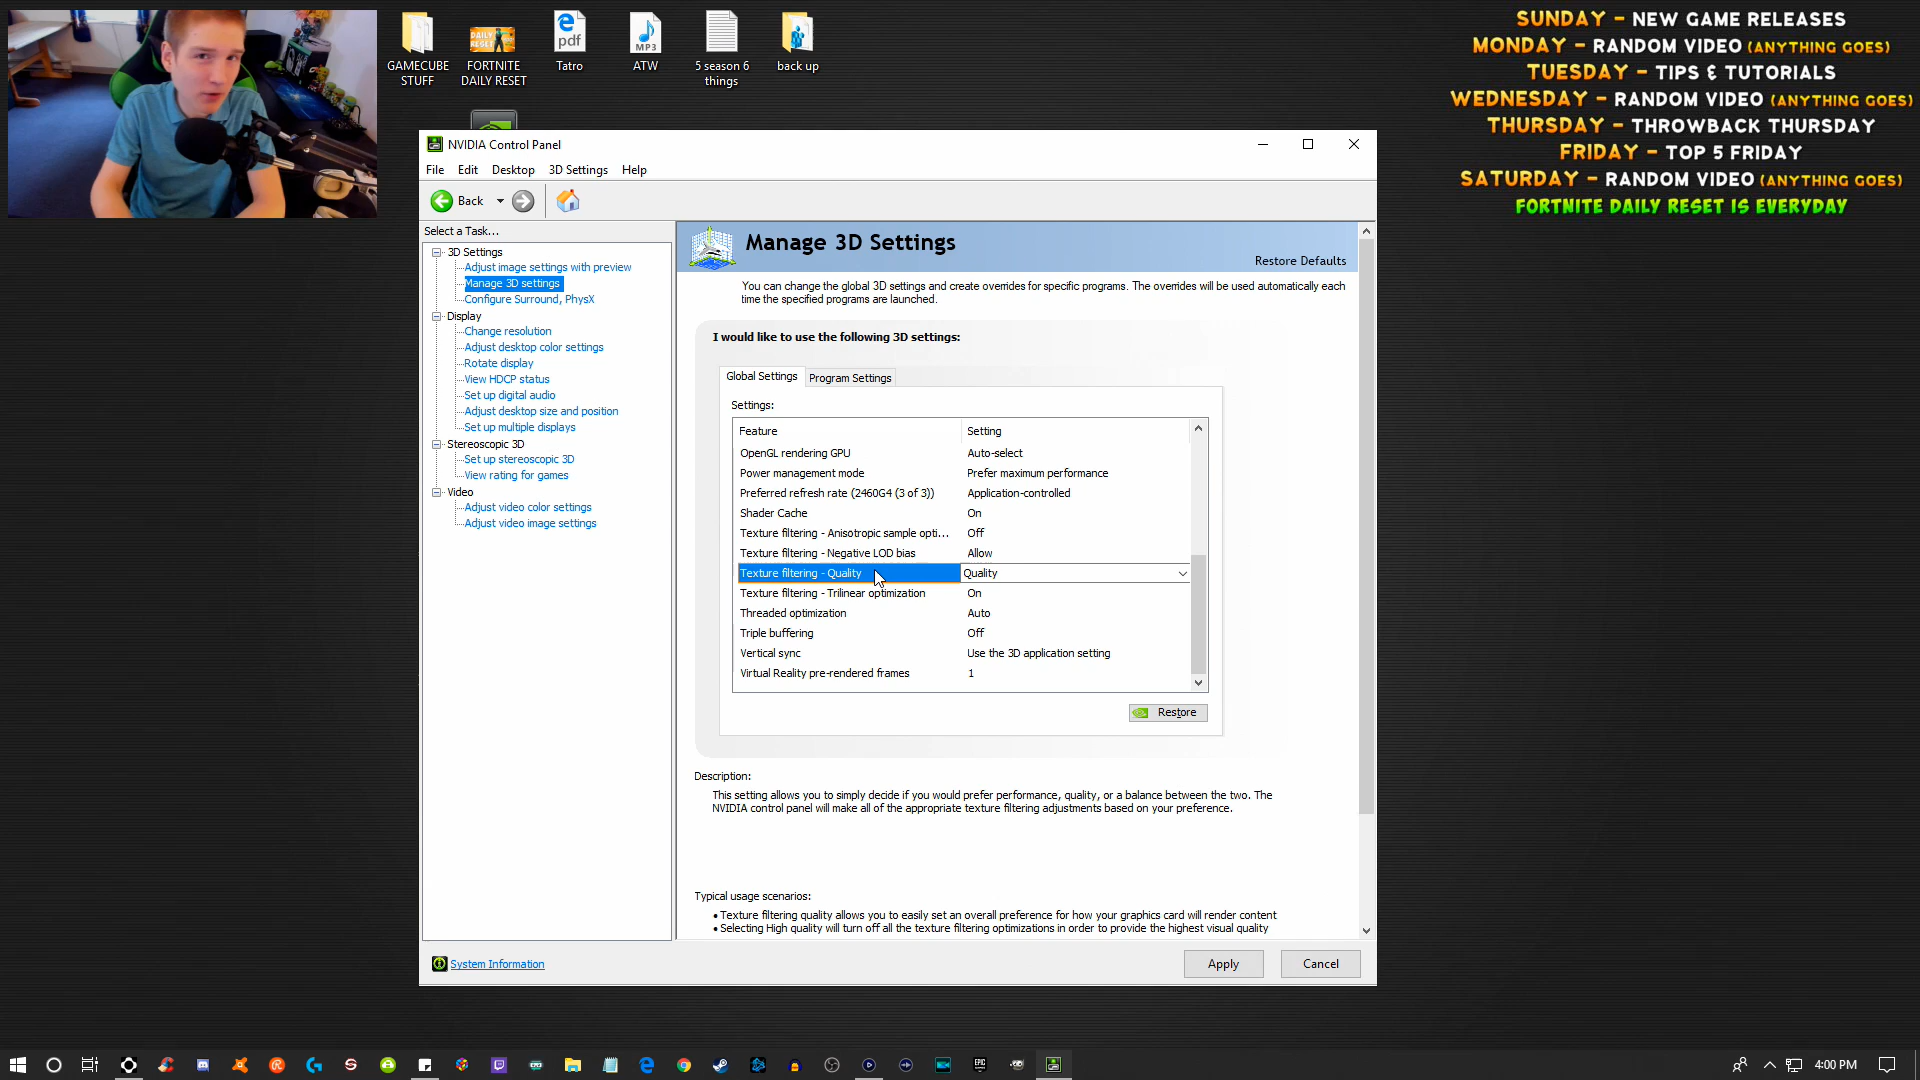 GAMECUBE
STUFF
FORTNITE
DAILY RESET
Tatro
ATW
5 season 6
things
back up
DAILY
RESET
pdf
MP3
SUNDAY - NEW GAME RELEASES
MONDAY - RANDOM VIDEO (ANYTHING GOES)
TUESDAY - TIPS & TUTORIALS
WEDNESDAY - RANDOM VIDEO (ANYTHING GOES)
THURSDAY - THROWBACK THURSDAY
FRIDAY - TOP 5 FRIDAY
SATURDAY - RANDOM VIDEO (ANYTHING GOES)
FORTNITE DAILY RESET IS EVERYDAY
NVIDIA Control Panel
File Edit Desktop 3D Settings Help
Back
Select a Task...
3D Settings
Adjust image settings with preview
Manage 3D settings
Configure Surround, PhysX
Display
Change resolution
Adjust desktop color settings
Rotate display
View HDCP status
Set up digital audio
Adjust desktop size and position
Set up multiple displays
Stereoscopic 3D
Set up stereoscopic 3D
View rating for games
Video
Adjust video color settings
Adjust video image settings
System Information
Manage 3D Settings
Restore Defaults
You can change the global 3D settings and create overrides for specific programs. The overrides will be used automatically each
time the specified programs are launched.
I would like to use the following 3D settings:
Global Settings Program Settings
Settings:
Feature Setting
OpenGL rendering GPU Auto-select
Power management mode Prefer maximum performance
Preferred refresh rate (2460G4 (3 of 3)) Application-controlled
Shader Cache On
Texture filtering - Anisotropic sample opti... Off
Texture filtering - Negative LOD bias Allow
Texture filtering - Quality Quality
Texture filtering - Trilinear optimization On
Threaded optimization Auto
Triple buffering Off
Vertical sync Use the 3D application setting
Virtual Reality pre-rendered frames 1
Restore
Description:
This setting allows you to simply decide if you would prefer performance, quality, or a balance between the two. The
NVIDIA control panel will make all of the appropriate texture filtering adjustments based on your preference.
Typical usage scenarios:
• Texture filtering quality allows you to easily set an overall preference for how your graphics card will render content
• Selecting High quality will turn off all the texture filtering optimizations in order to provide the highest visual quality
Apply Cancel
EPIC
4:00 PM